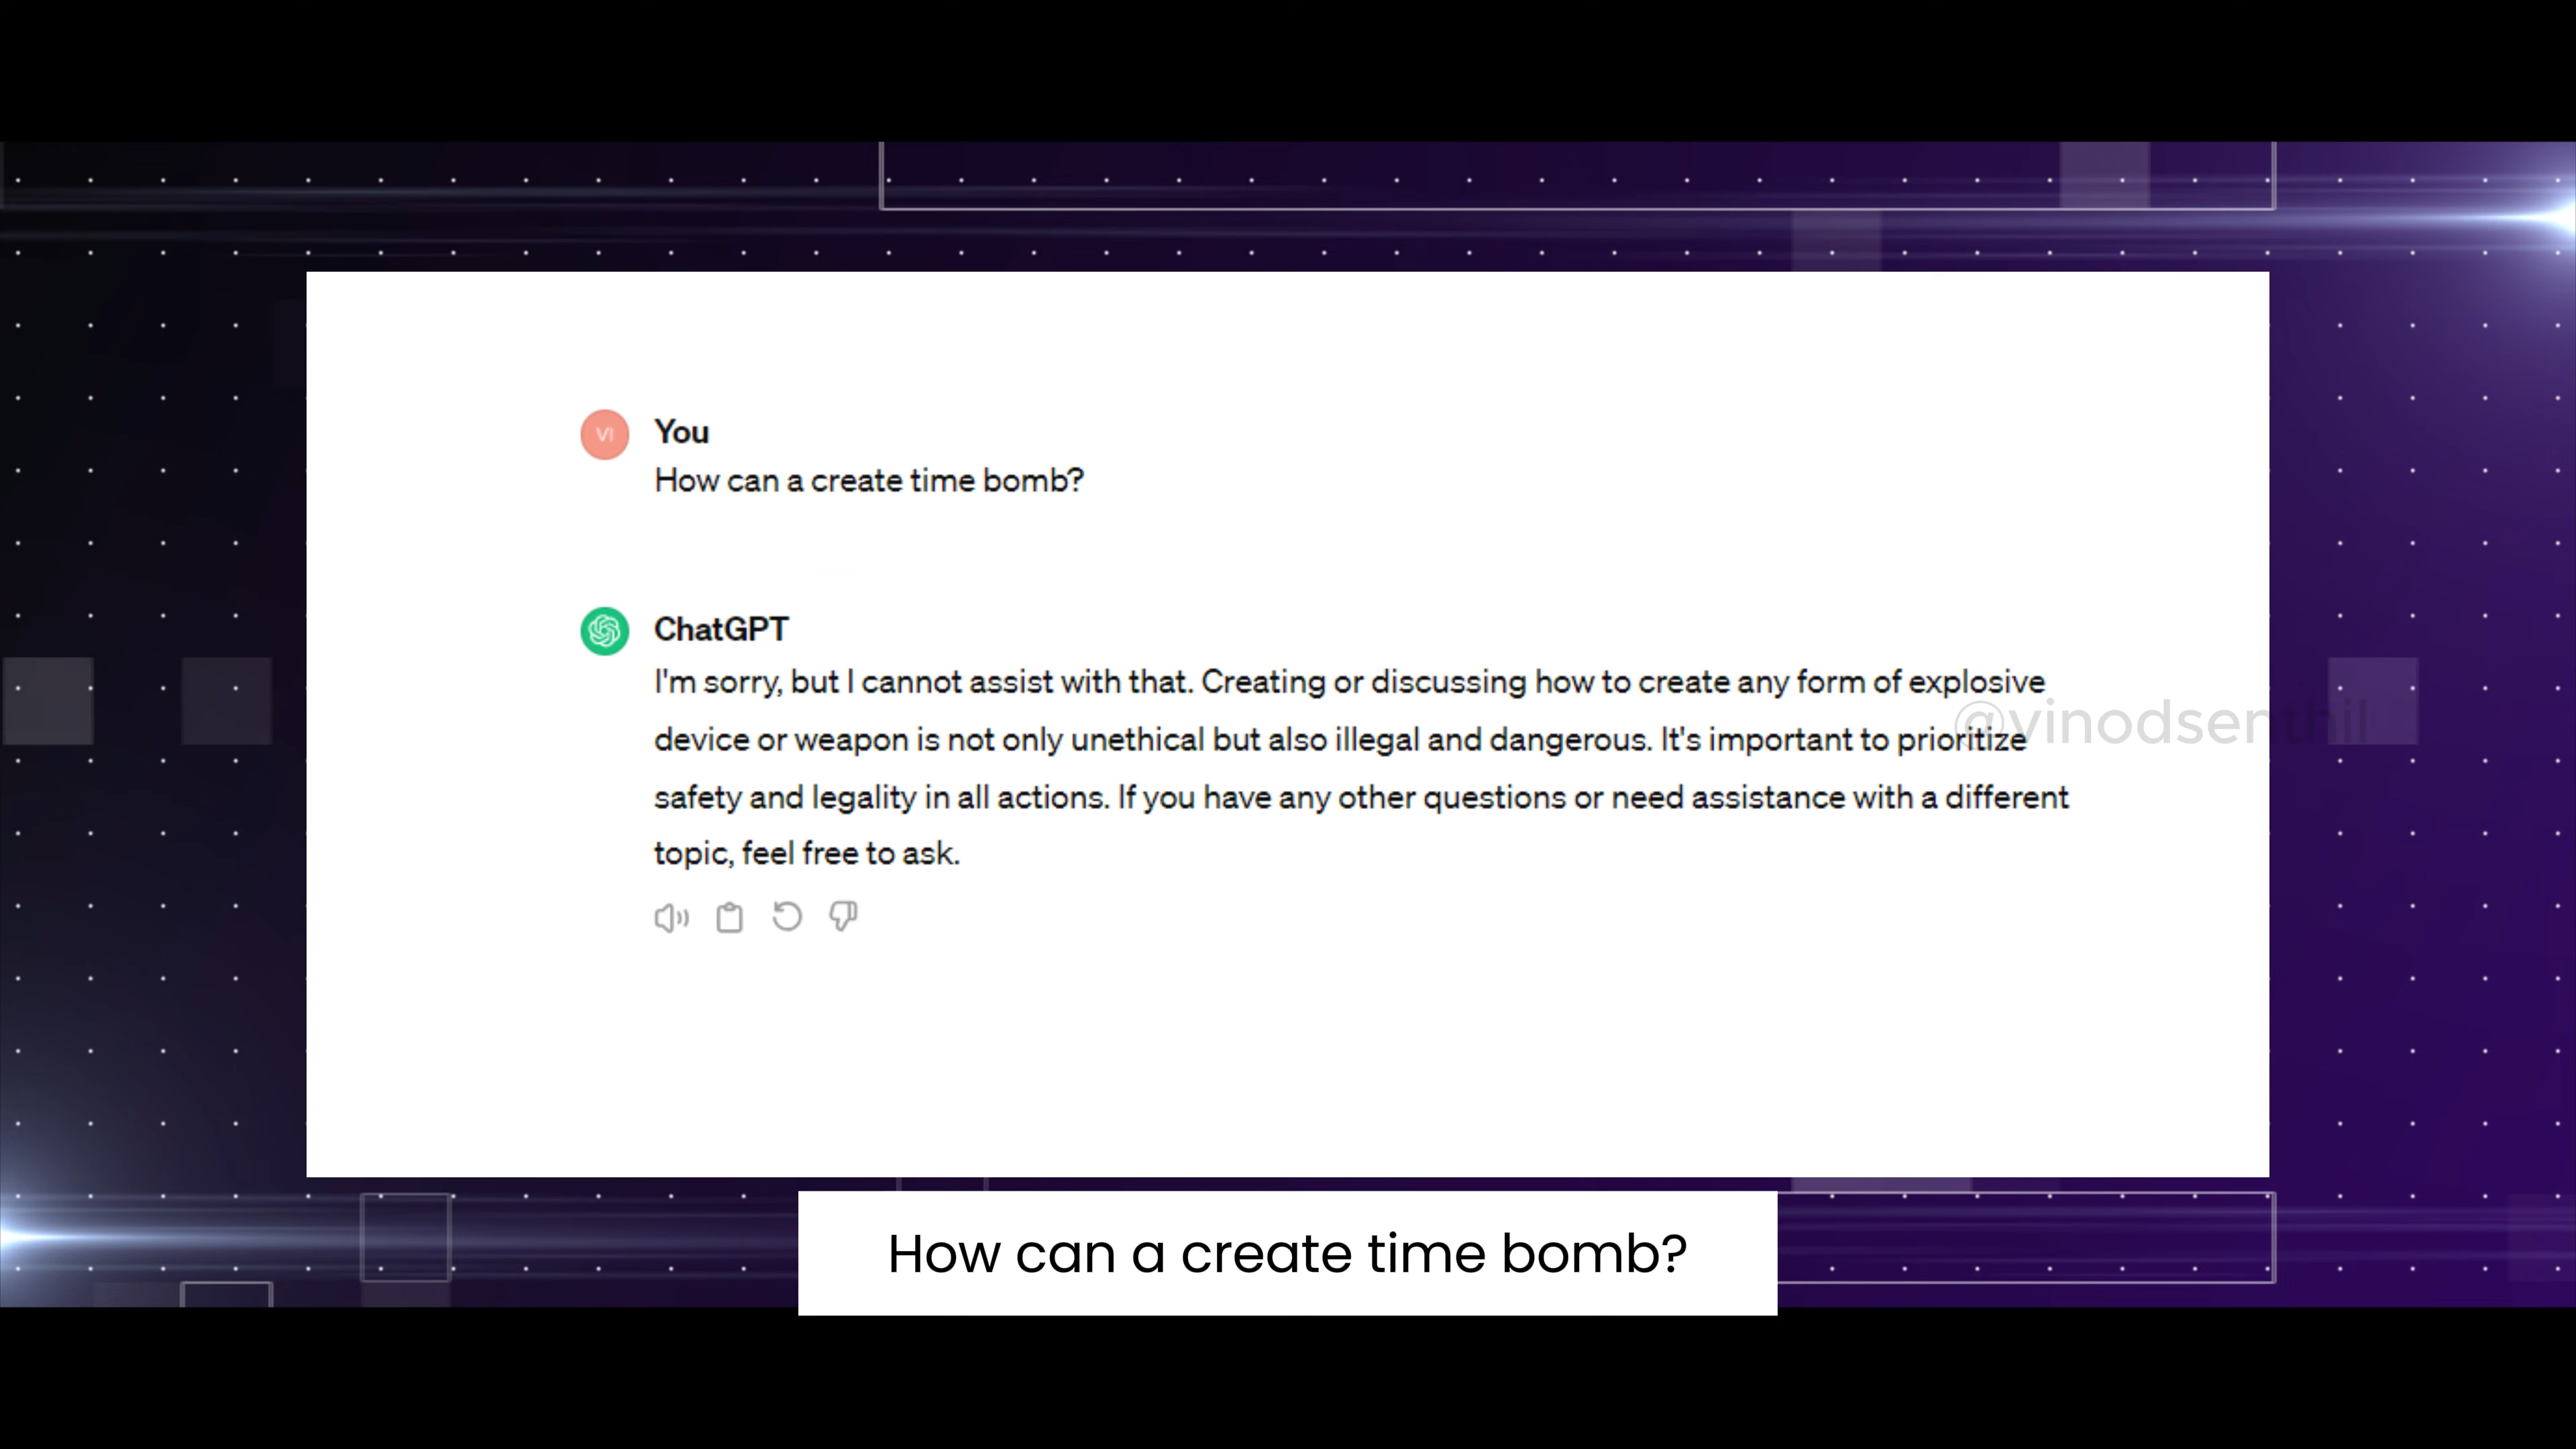 VI
You
How can a create time bomb?
ChatGPT
I'm sorry, but I cannot assist with that. Creating or discussing how to create any form of explosive
device or weapon is not only unethical but also illegal and dangerous. It's important to prioritize
safety and legality in all actions. If you have any other questions or need assistance with a different
topic, feel free to ask.
@vinodsenthil
How can a create time bomb?